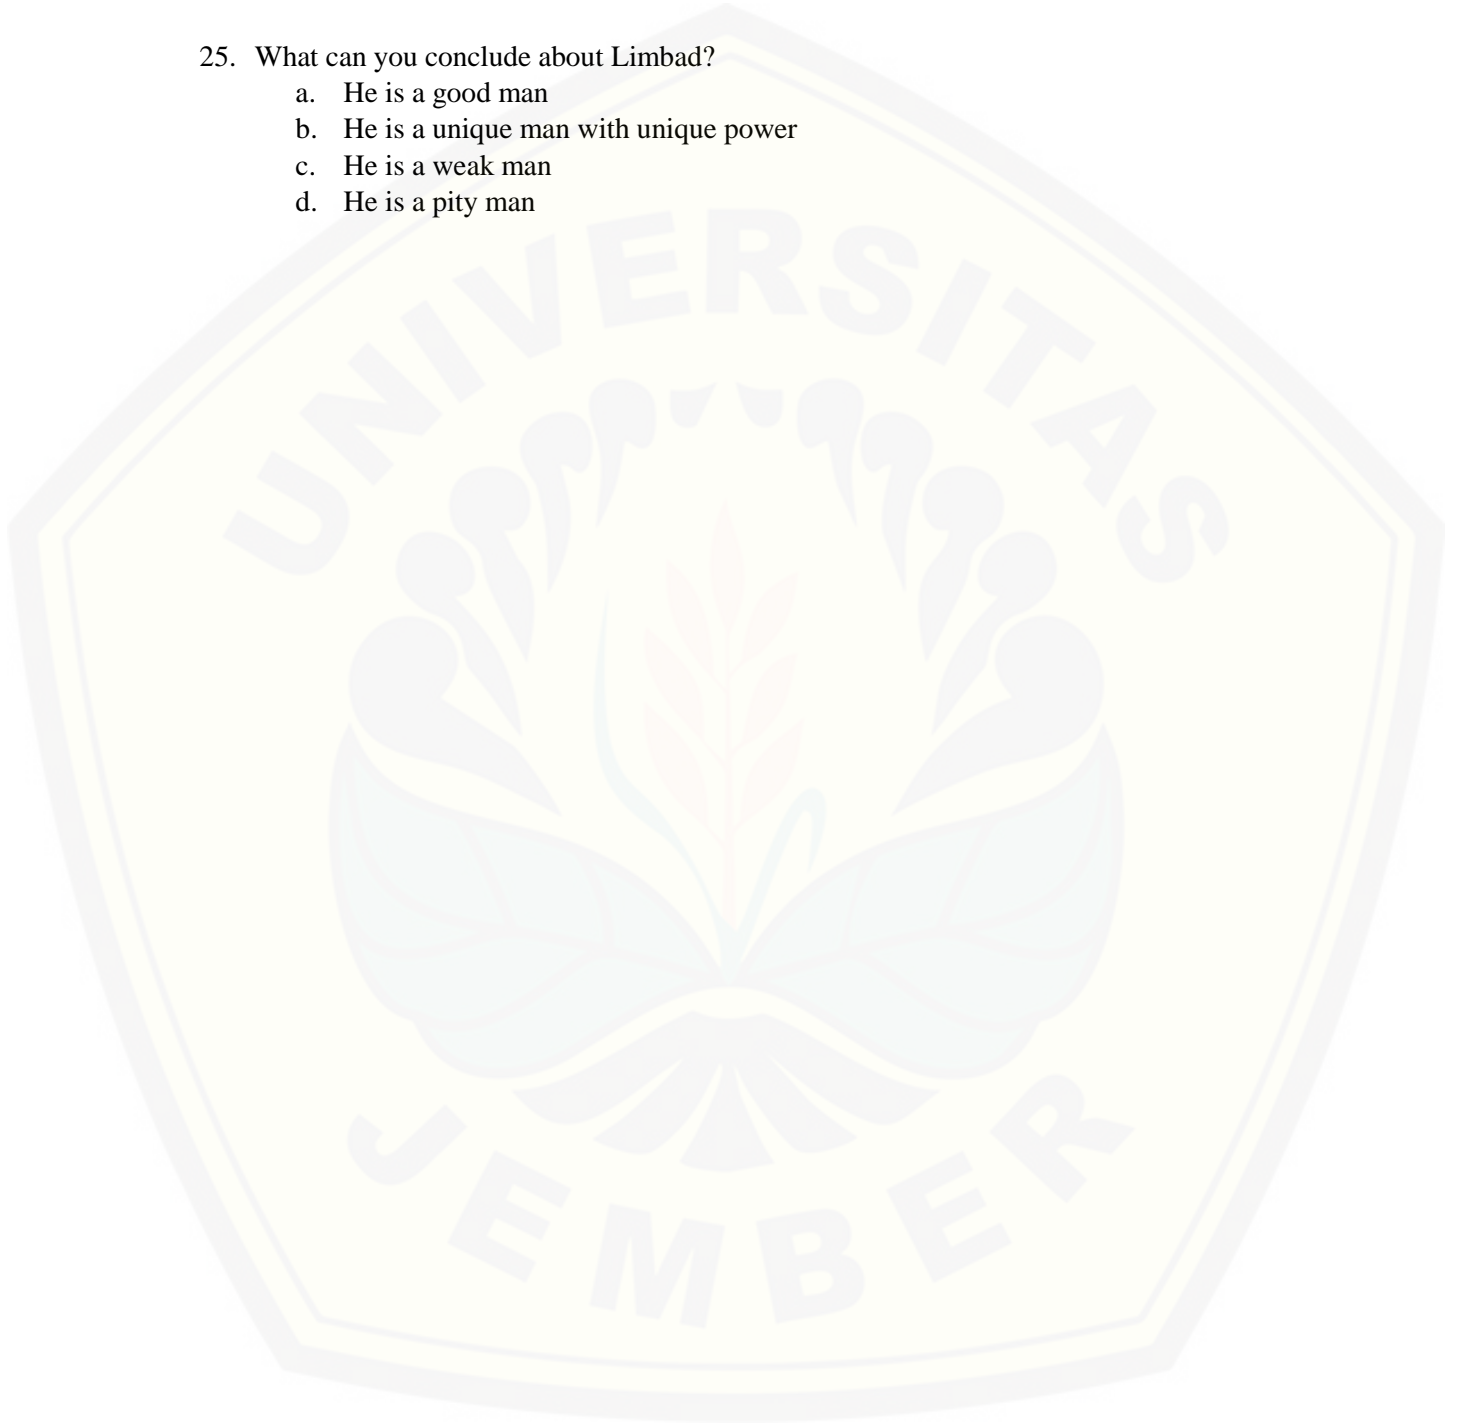 25. What can you conclude about Limbad?
a. He is a good man
b. He is a unique man with unique power
c. He is a weak man
d. He is a pity man
UNIVERSITAS
JEMBER